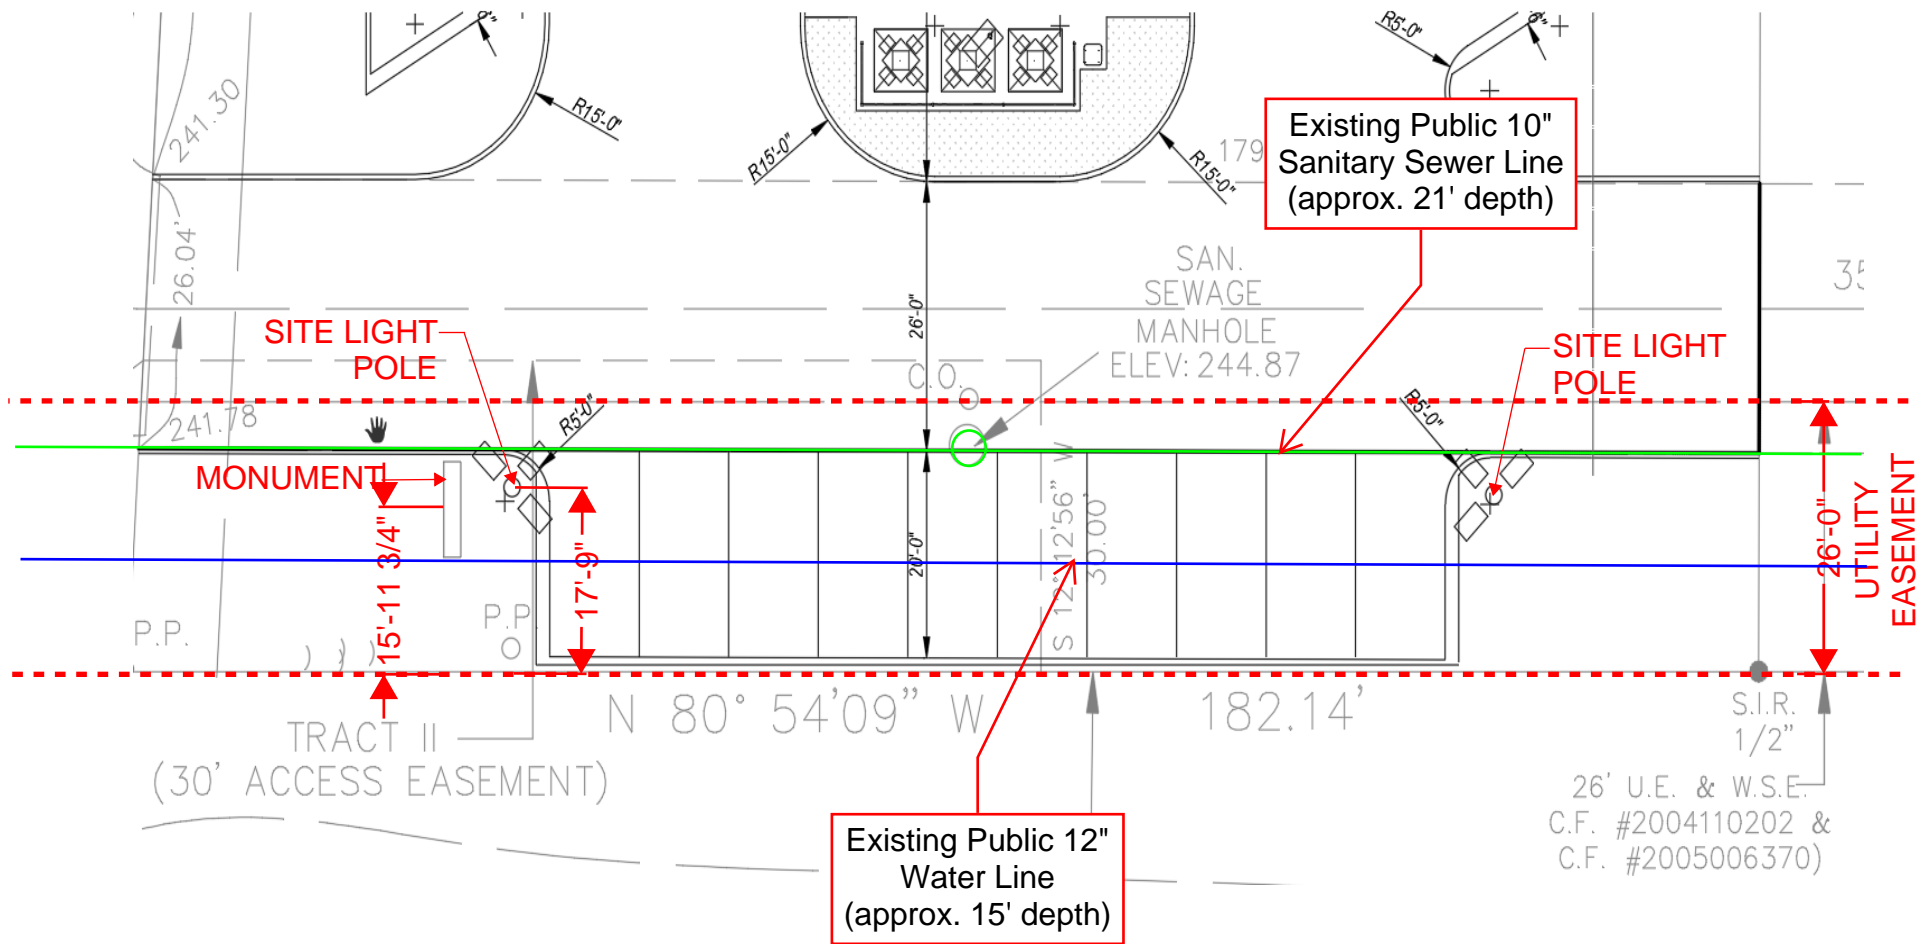 R5'-0"
241.30
R15'-0"
R15'-0"
R15'-0"
179
Existing Public 10"
Sanitary Sewer Line
(approx. 21' depth)
26.04'
SAN.
SEWAGE
MANHOLE
ELEV: 244.87
26'-0"
35
SITE LIGHT
POLE
C.O.
SITE LIGHT
POLE
241.78
R5'-0"
R5'-0"
MONUMENT
15'-11 3/4"
17'-9"
20'-0"
S 12°12'56" W
30.00'
26'-0"
UTILITY
EASEMENT
P.P.
P.P
N 80° 54'09" W 182.14'
TRACT II
(30' ACCESS EASEMENT)
S.I.R.
1/2"
26' U.E. & W.S.E.
C.F. #2004110202 &
C.F. #2005006370)
Existing Public 12"
Water Line
(approx. 15' depth)